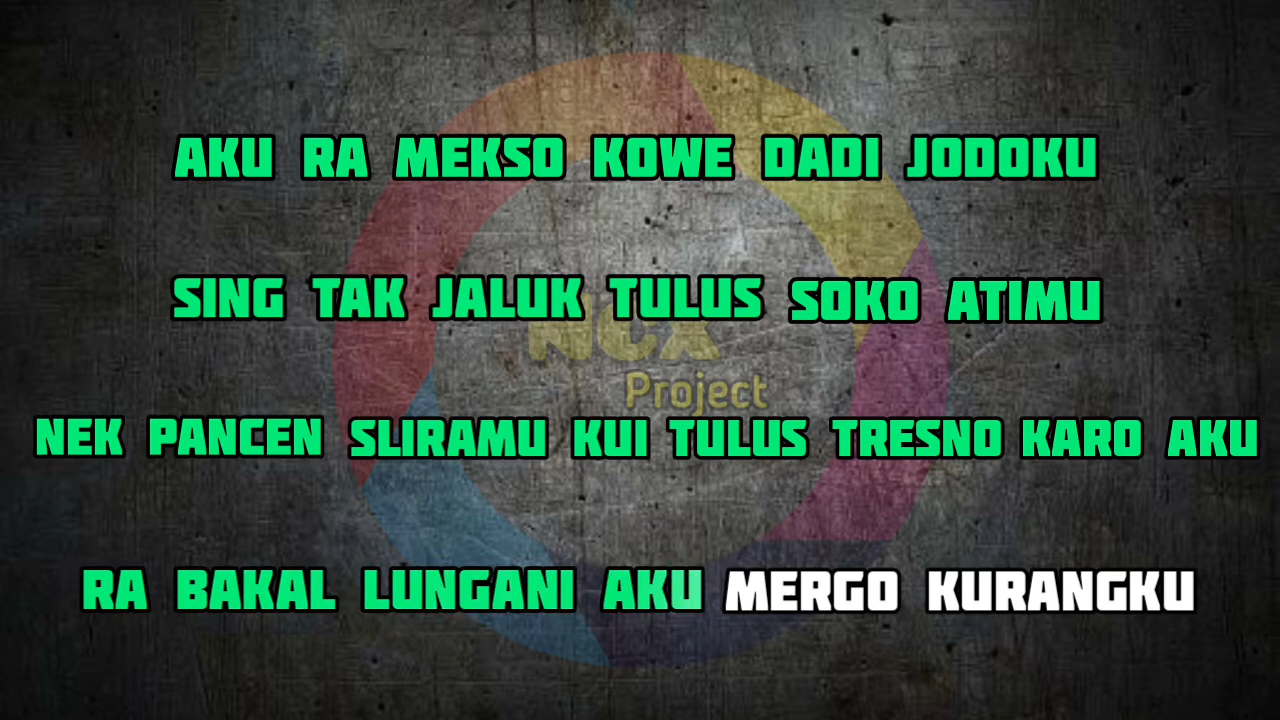 AKU RA MEKSO KOWE DADI JODOKU
SING TAK JALUK TULUS SOKO ATIMU
NCX
Project
NEK PANCEN SLIRAMU KUI TULUS TRESNO KARO AKU
RA BAKAL LUNGANI AKU MERGO KURANGKU